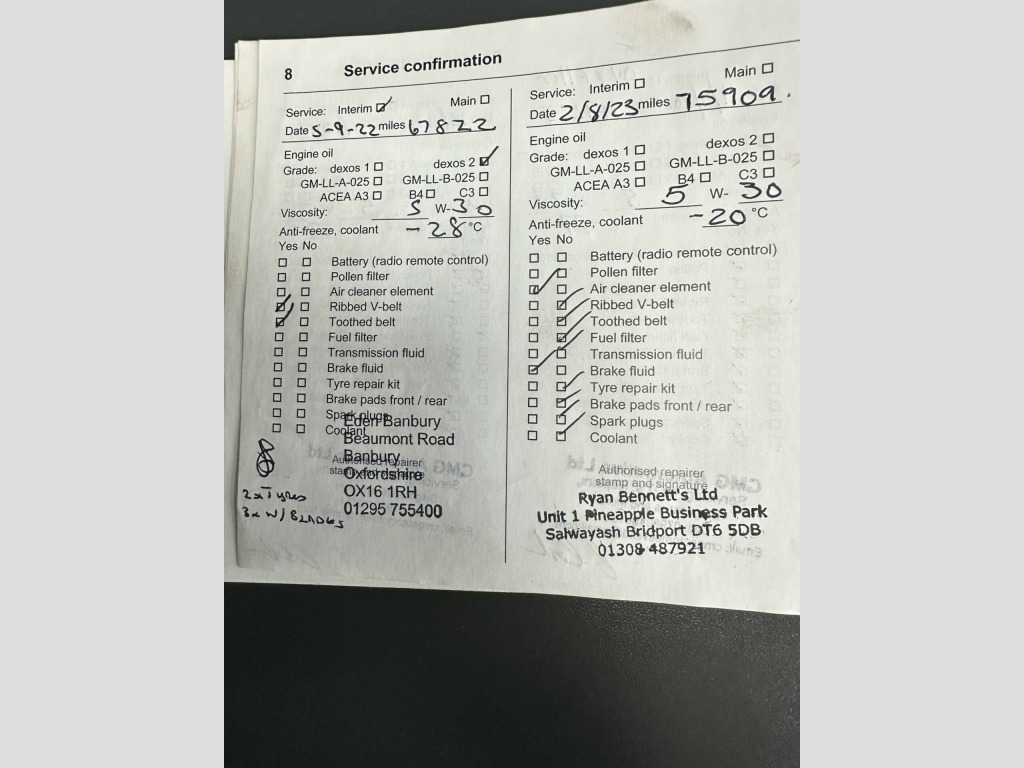 8 Service confirmation
Service: Interim Main
Date 5-9-22 miles 67822
Engine oil
Grade: dexos 1 dexos 2
GM-LL-A-025 GM-LL-B-025
ACEA A3 B4 C3
Viscosity: 5 W-30
Anti-freeze, coolant -28 °C
Yes No
Battery (radio remote control)
Pollen filter
Air cleaner element
Ribbed V-belt
Toothed belt
Fuel filter
Transmission fluid
Brake fluid
Tyre repair kit
Brake pads front / rear
Spark plugs
Coolant
Authorised repairer
Eden Banbury
Beaumont Road
Banbury
Oxfordshire
OX16 1RH
01295 755400
2x Tyres
3x W/BLADES
Service: Interim Main
Date 2/8/23 miles 75909.
Engine oil
Grade: dexos 1 dexos 2
GM-LL-A-025 GM-LL-B-025
ACEA A3 B4 C3
Viscosity: 5 W- 30
Anti-freeze, coolant -20 °C
Yes No
Battery (radio remote control)
Pollen filter
Air cleaner element
Ribbed V-belt
Toothed belt
Fuel filter
Transmission fluid
Brake fluid
Tyre repair kit
Brake pads front / rear
Spark plugs
Coolant
Authorised repairer
stamp and signature
Ryan Bennett's Ltd
Unit 1 Pineapple Business Park
Salwayash Bridport DT6 5DB
01308 487921